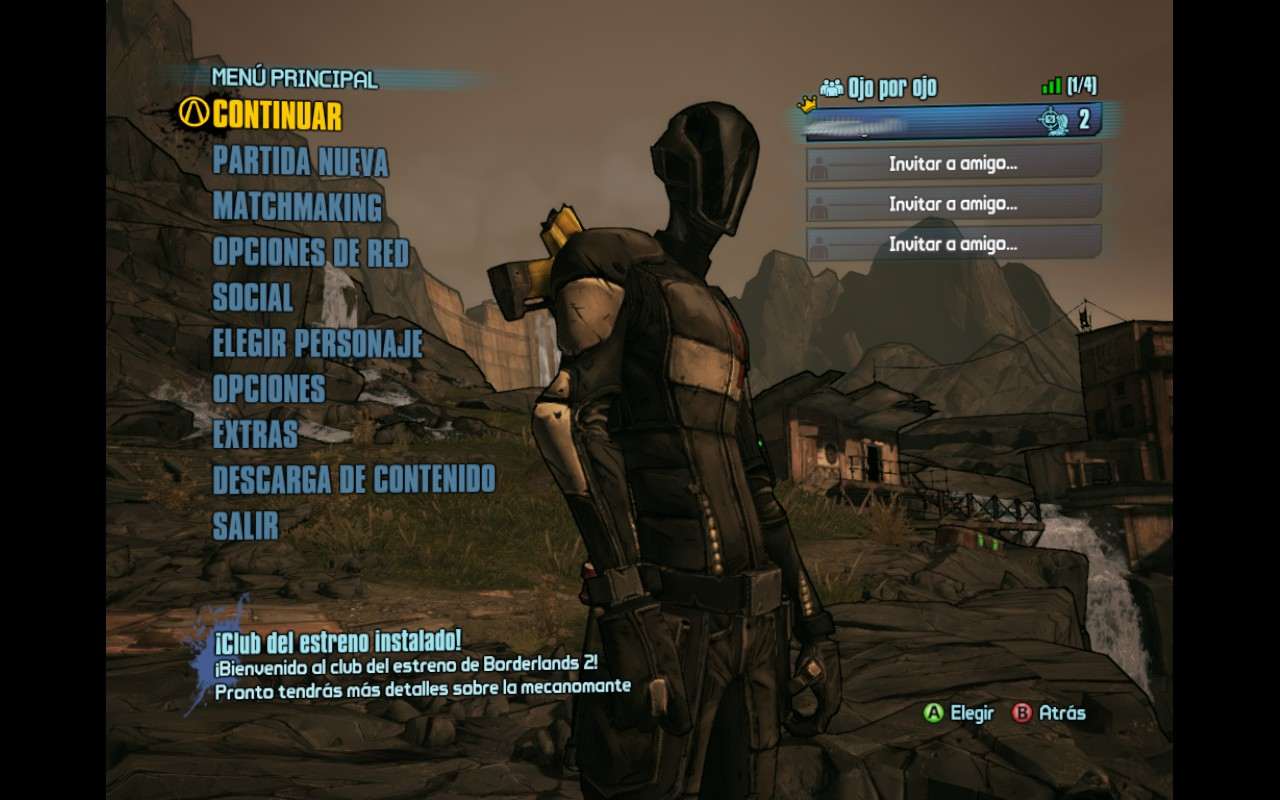 MENÚ PRINCIPAL
CONTINUAR
PARTIDA NUEVA
MATCHMAKING
OPCIONES DE RED
SOCIAL
ELEGIR PERSONAJE
OPCIONES
EXTRAS
DESCARGA DE CONTENIDO
SALIR
¡Club del estreno instalado!
¡Bienvenido al club del estreno de Borderlands 2!
Pronto tendrás más detalles sobre la mecanomante
Ojo por ojo (1/4)
2
Invitar a amigo...
Invitar a amigo...
Invitar a amigo...
A Elegir B Atrás